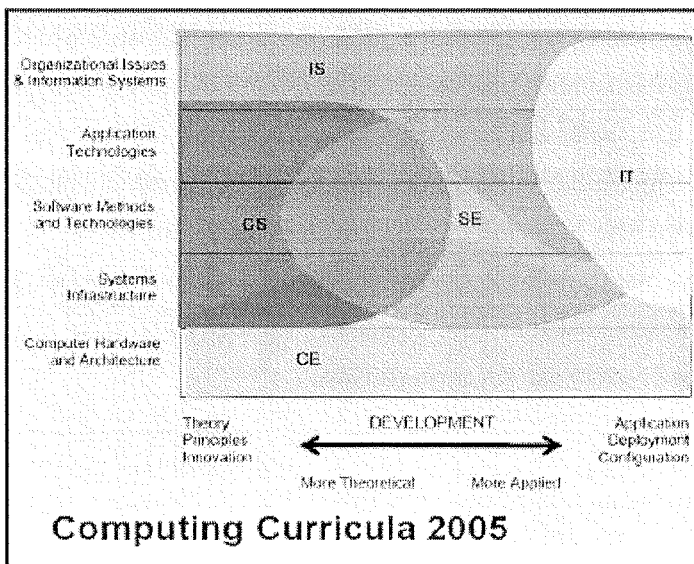 Organizational Issues
& Information Systems
IS
Application
Technologies
IT
Software Methods
and Technologies
CS
SE
Systems
Infrastructure
Computer Hardware
and Architecture
CE
Theory
Principles
Innovation
DEVELOPMENT
Application
Deployment
Configuration
More Theoretical
More Applied
Computing Curricula 2005